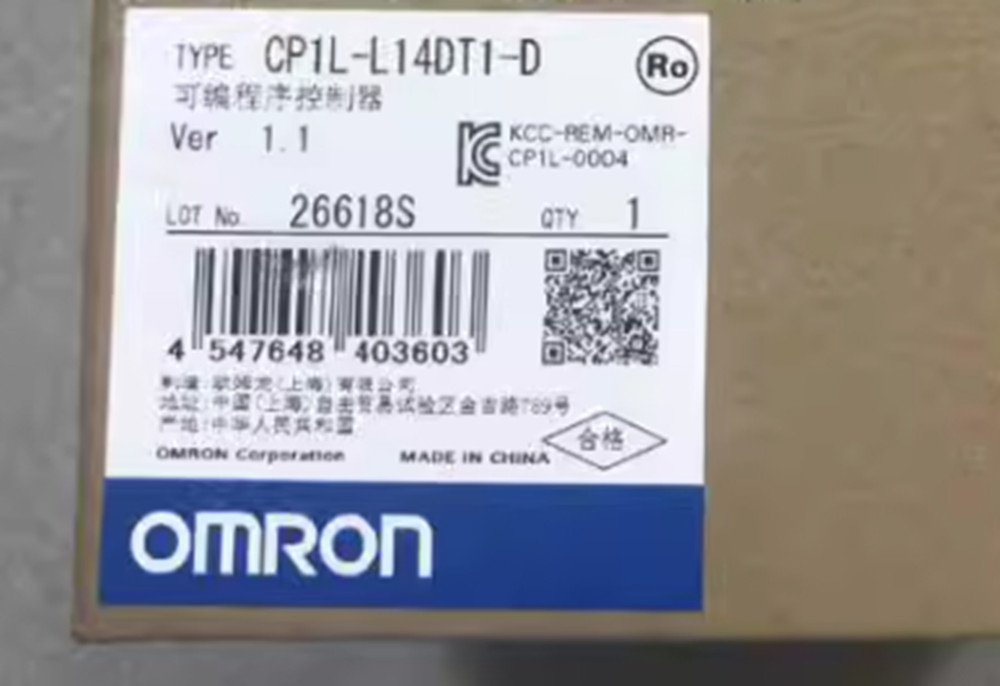 TYPE CP1L-L14DT1-D
Ro
可编程序控制器
Ver 1.1
KCC-REM-OMR-
CP1L-0004
LOT No. 26618S QTY 1
4 547648 403603
制造:欧姆龙(上海)有限公司
地址:中国(上海)自由贸易试验区金吉路789号
产地:中华人民共和国
OMRON Corporation MADE IN CHINA
合格
OMRON